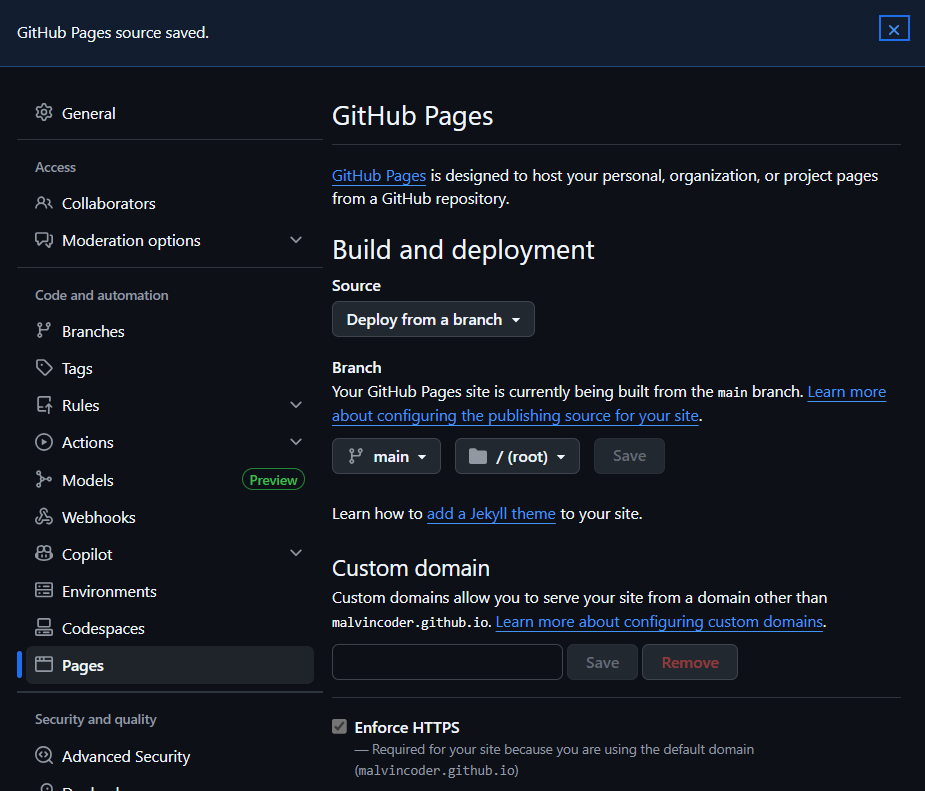 GitHub Pages source saved.
General
Access
Collaborators
Moderation options
Code and automation
Branches
Tags
Rules
Actions
Models Preview
Webhooks
Copilot
Environments
Codespaces
Pages
Security and quality
Advanced Security
GitHub Pages
GitHub Pages is designed to host your personal, organization, or project pages
from a GitHub repository.
Build and deployment
Source
Deploy from a branch
Branch
Your GitHub Pages site is currently being built from the main branch. Learn more
about configuring the publishing source for your site.
main / (root) Save
Learn how to add a Jekyll theme to your site.
Custom domain
Custom domains allow you to serve your site from a domain other than
malvincoder.github.io. Learn more about configuring custom domains.
Save Remove
Enforce HTTPS
— Required for your site because you are using the default domain
(malvincoder.github.io)